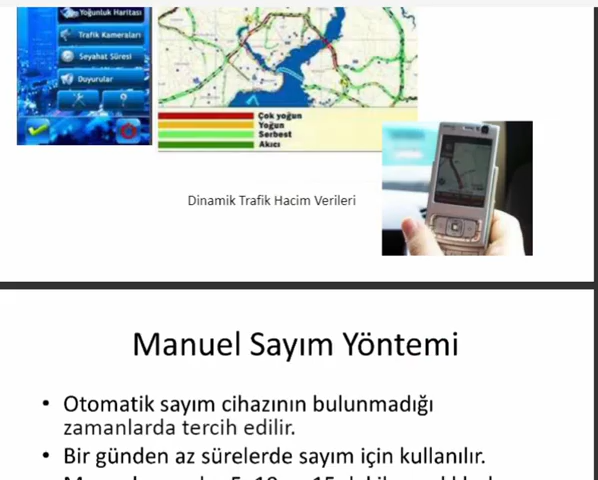 Yoğunluk Haritası
Trafik Kameraları
Seyahat Süresi
Duyurular
?
Çok yoğun
Yoğun
Serbest
Akıcı
Dinamik Trafik Hacim Verileri
Manuel Sayım Yöntemi
• Otomatik sayım cihazının bulunmadığı
zamanlarda tercih edilir.
• Bir günden az sürelerde sayım için kullanılır.